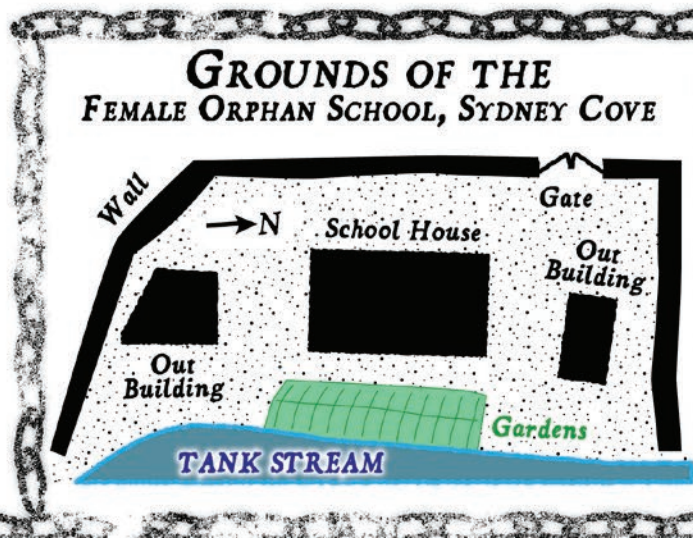 GROUNDS OF THE
FEMALE ORPHAN SCHOOL, SYDNEY COVE
Wall
Gate
N
School House
Out
Building
Out
Building
Gardens
TANK STREAM